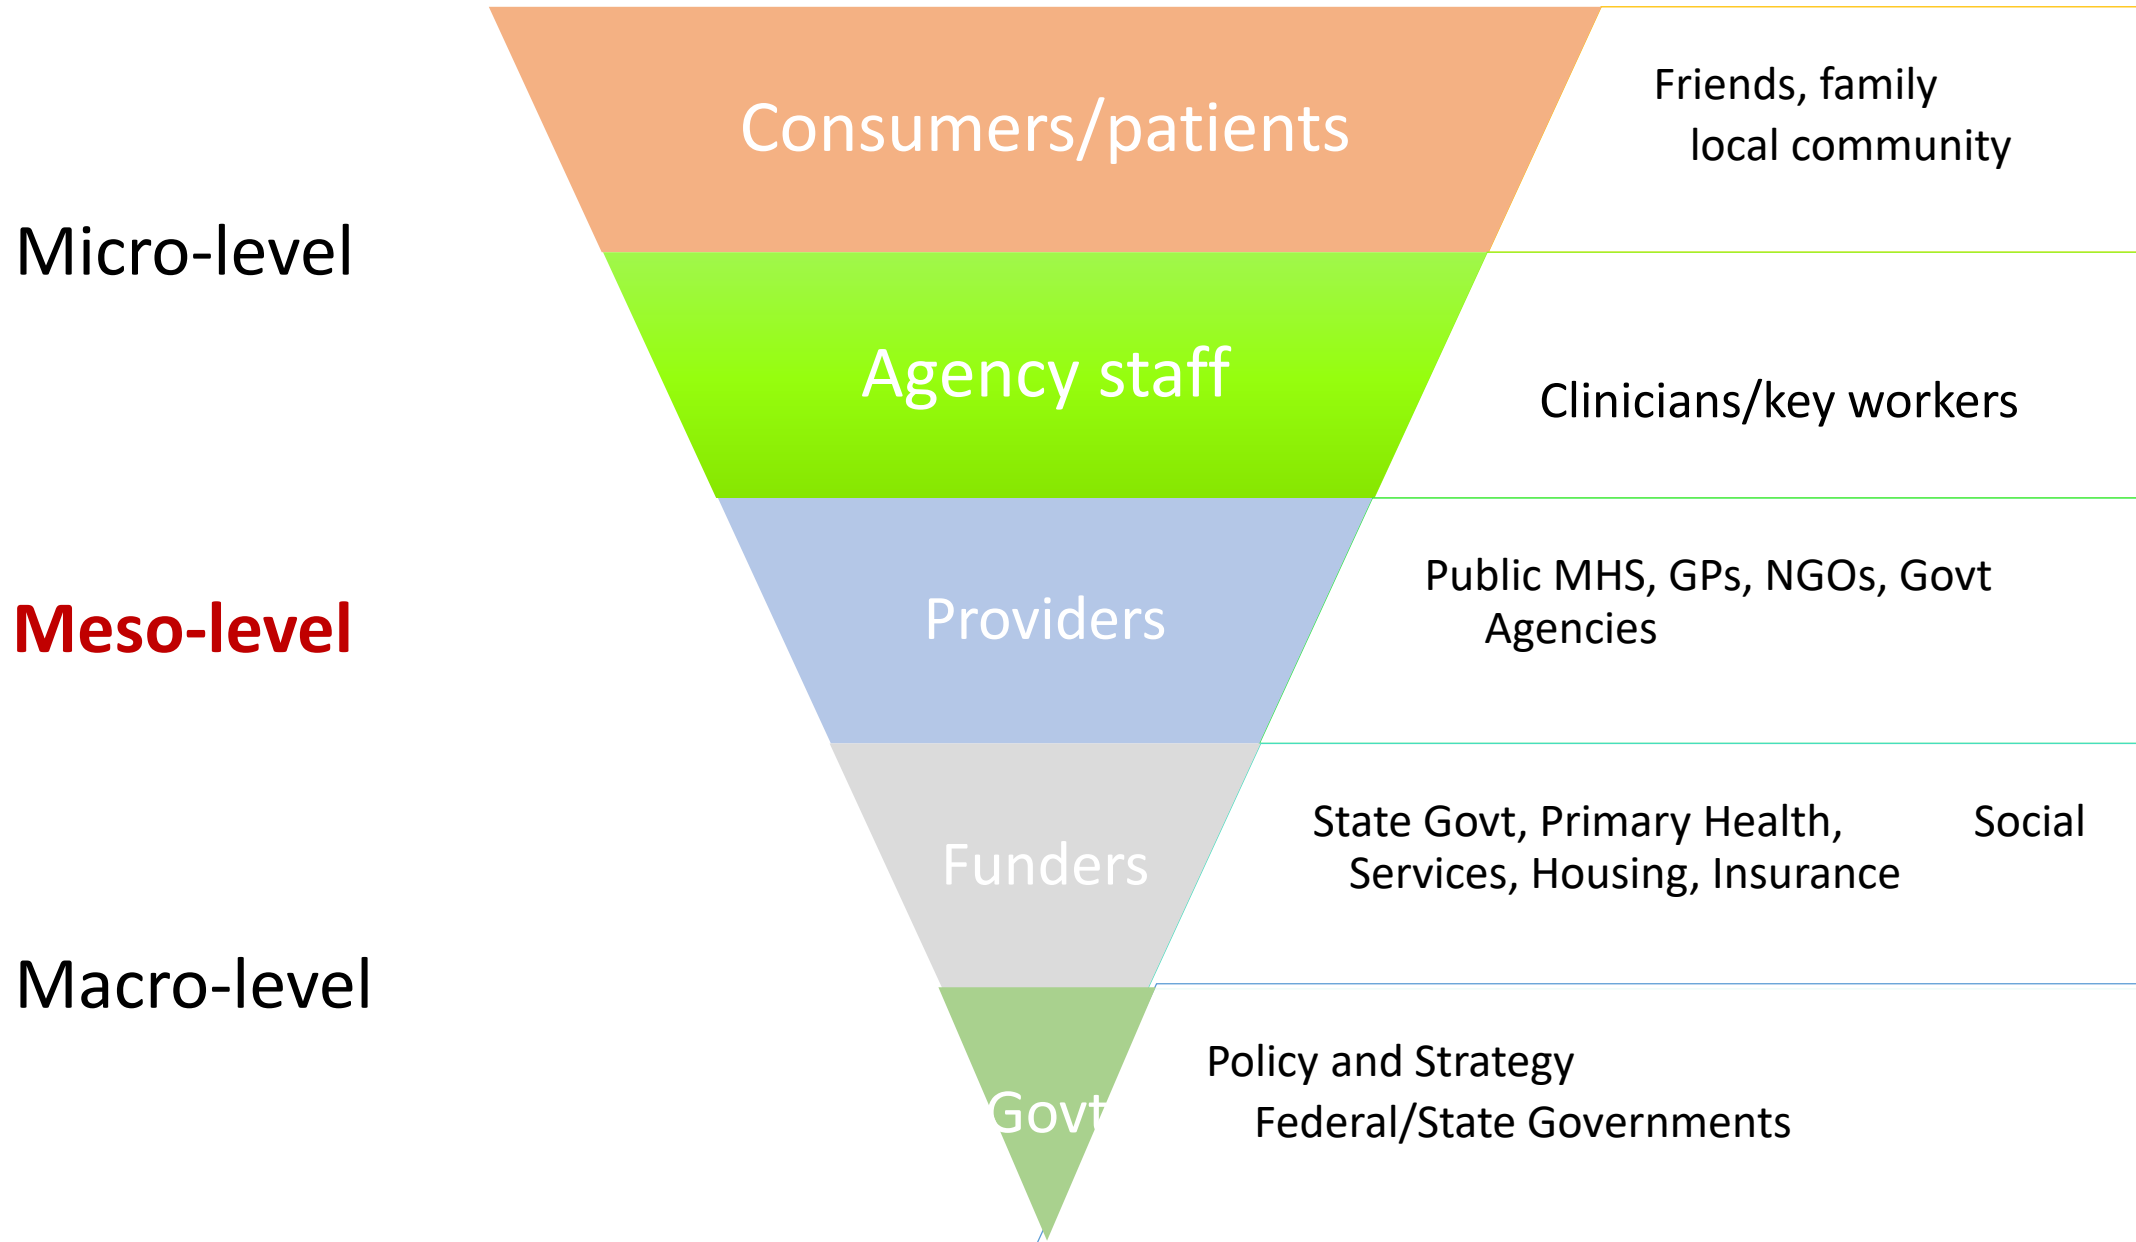 Consumers/patients
Friends, family
local community
Micro-level
Agency staff
Clinicians/key workers
Meso-level
Providers
Public MHS, GPs, NGOs, Govt
Agencies
Funders
State Govt, Primary Health, Social
Services, Housing, Insurance
Macro-level
Govt
Policy and Strategy
Federal/State Governments